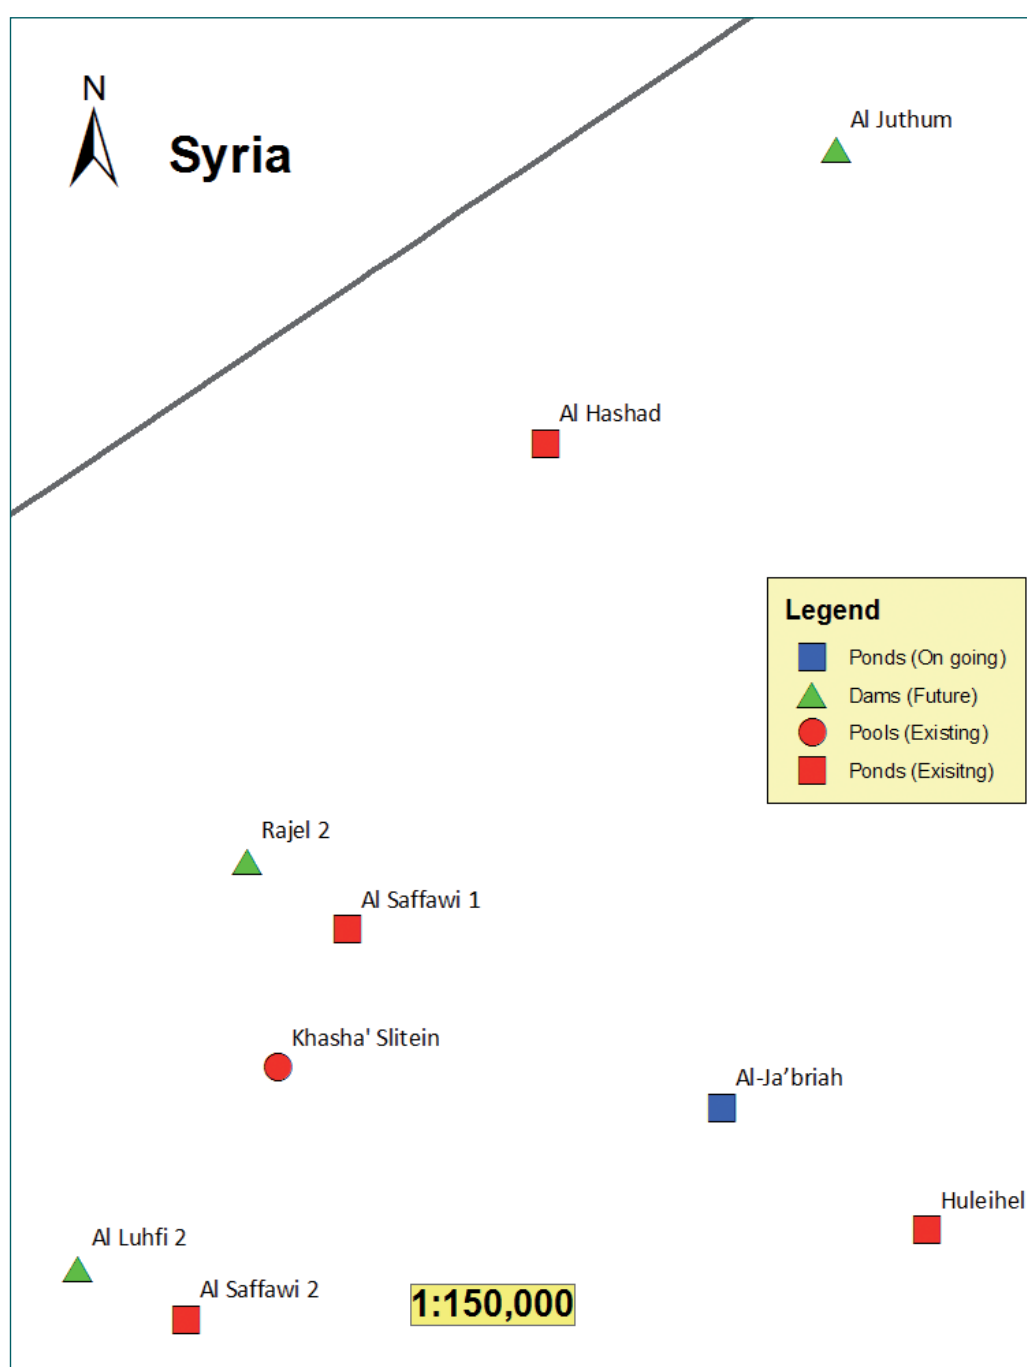 N
Syria
Al Juthum
Al Hashad
Legend
Ponds (On going)
Dams (Future)
Pools (Existing)
Ponds (Exisitng)
Rajel 2
Al Saffawi 1
Khasha' Slitein
Al-Ja’briah
Huleihel
Al Luhfi 2
Al Saffawi 2
1:150,000